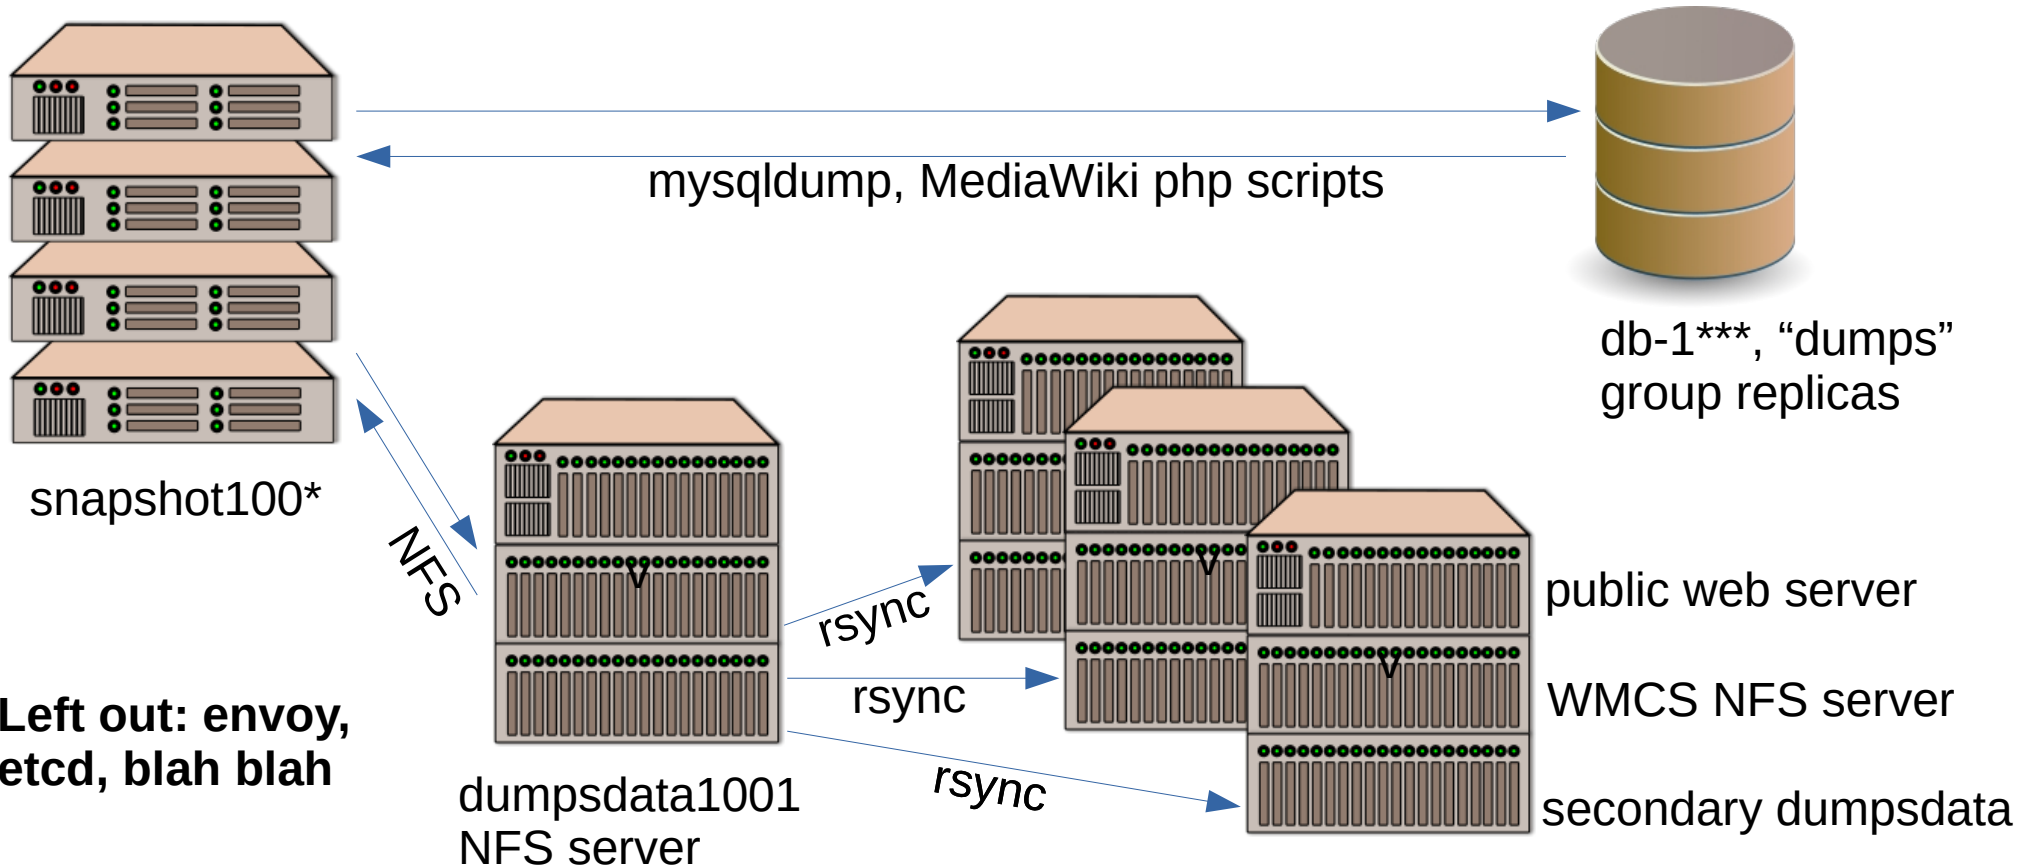 mysqldump, MediaWiki php scripts
db-1***, “dumps”
group replicas
snapshot100*
NFS
v
v
v
rsync
rsync
rsync
public web server
WMCS NFS server
secondary dumpsdata
Left out: envoy,
etcd, blah blah
dumpsdata1001
NFS server